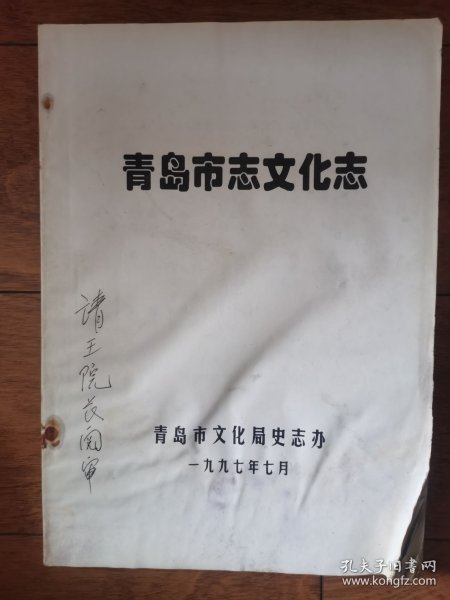 青岛市志文化志
请王院长阅审
青岛市文化局史志办
一九九七年七月
孔夫子旧书网
www.kongfz.com